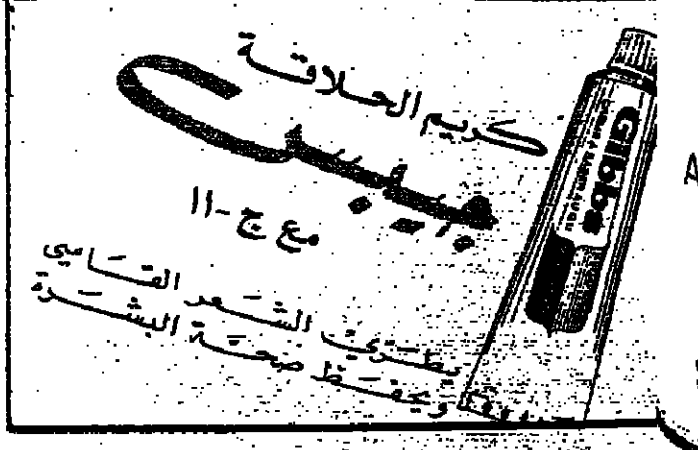 كريم الحلاقة
جيبس
مع ج-١١
يطري الشعر القاسي
ويحفظ صحة البشرة
Gibbs